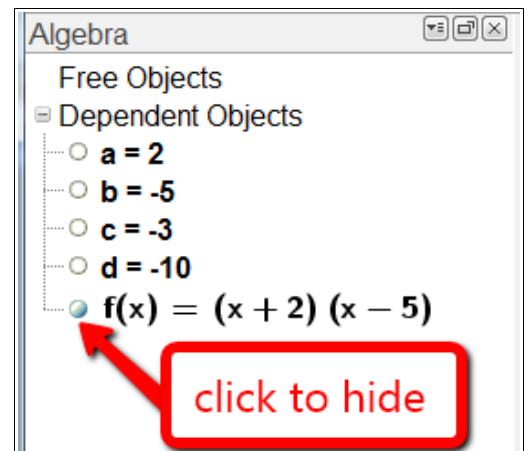 Algebra
Free Objects
Dependent Objects
a = 2
b = -5
c = -3
d = -10
f(x) = (x + 2) (x − 5)
click to hide